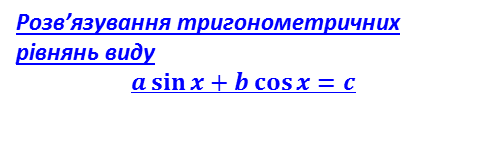 Розв’язування тригонометричних
рівнянь виду
a sin x + b cos x = c